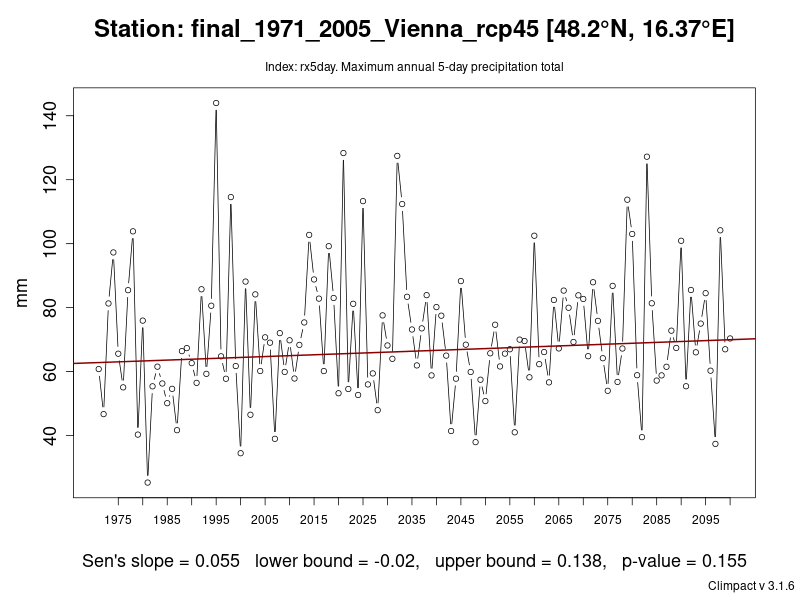 Station: final_1971_2005_Vienna_rcp45 [48.2°N, 16.37°E]
Index: rx5day. Maximum annual 5-day precipitation total
140
120
100
80
60
40
mm
1975 1985 1995 2005 2015 2025 2035 2045 2055 2065 2075 2085 2095
Sen's slope = 0.055 lower bound = -0.02, upper bound = 0.138, p-value = 0.155
Climpact v 3.1.6